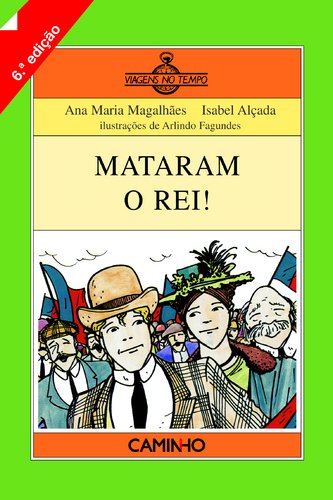 6.ª edição
VIAGENS NO TEMPO
Ana Maria Magalhães Isabel Alçada
ilustrações de Arlindo Fagundes
MATARAM
O REI!
CAMINHO